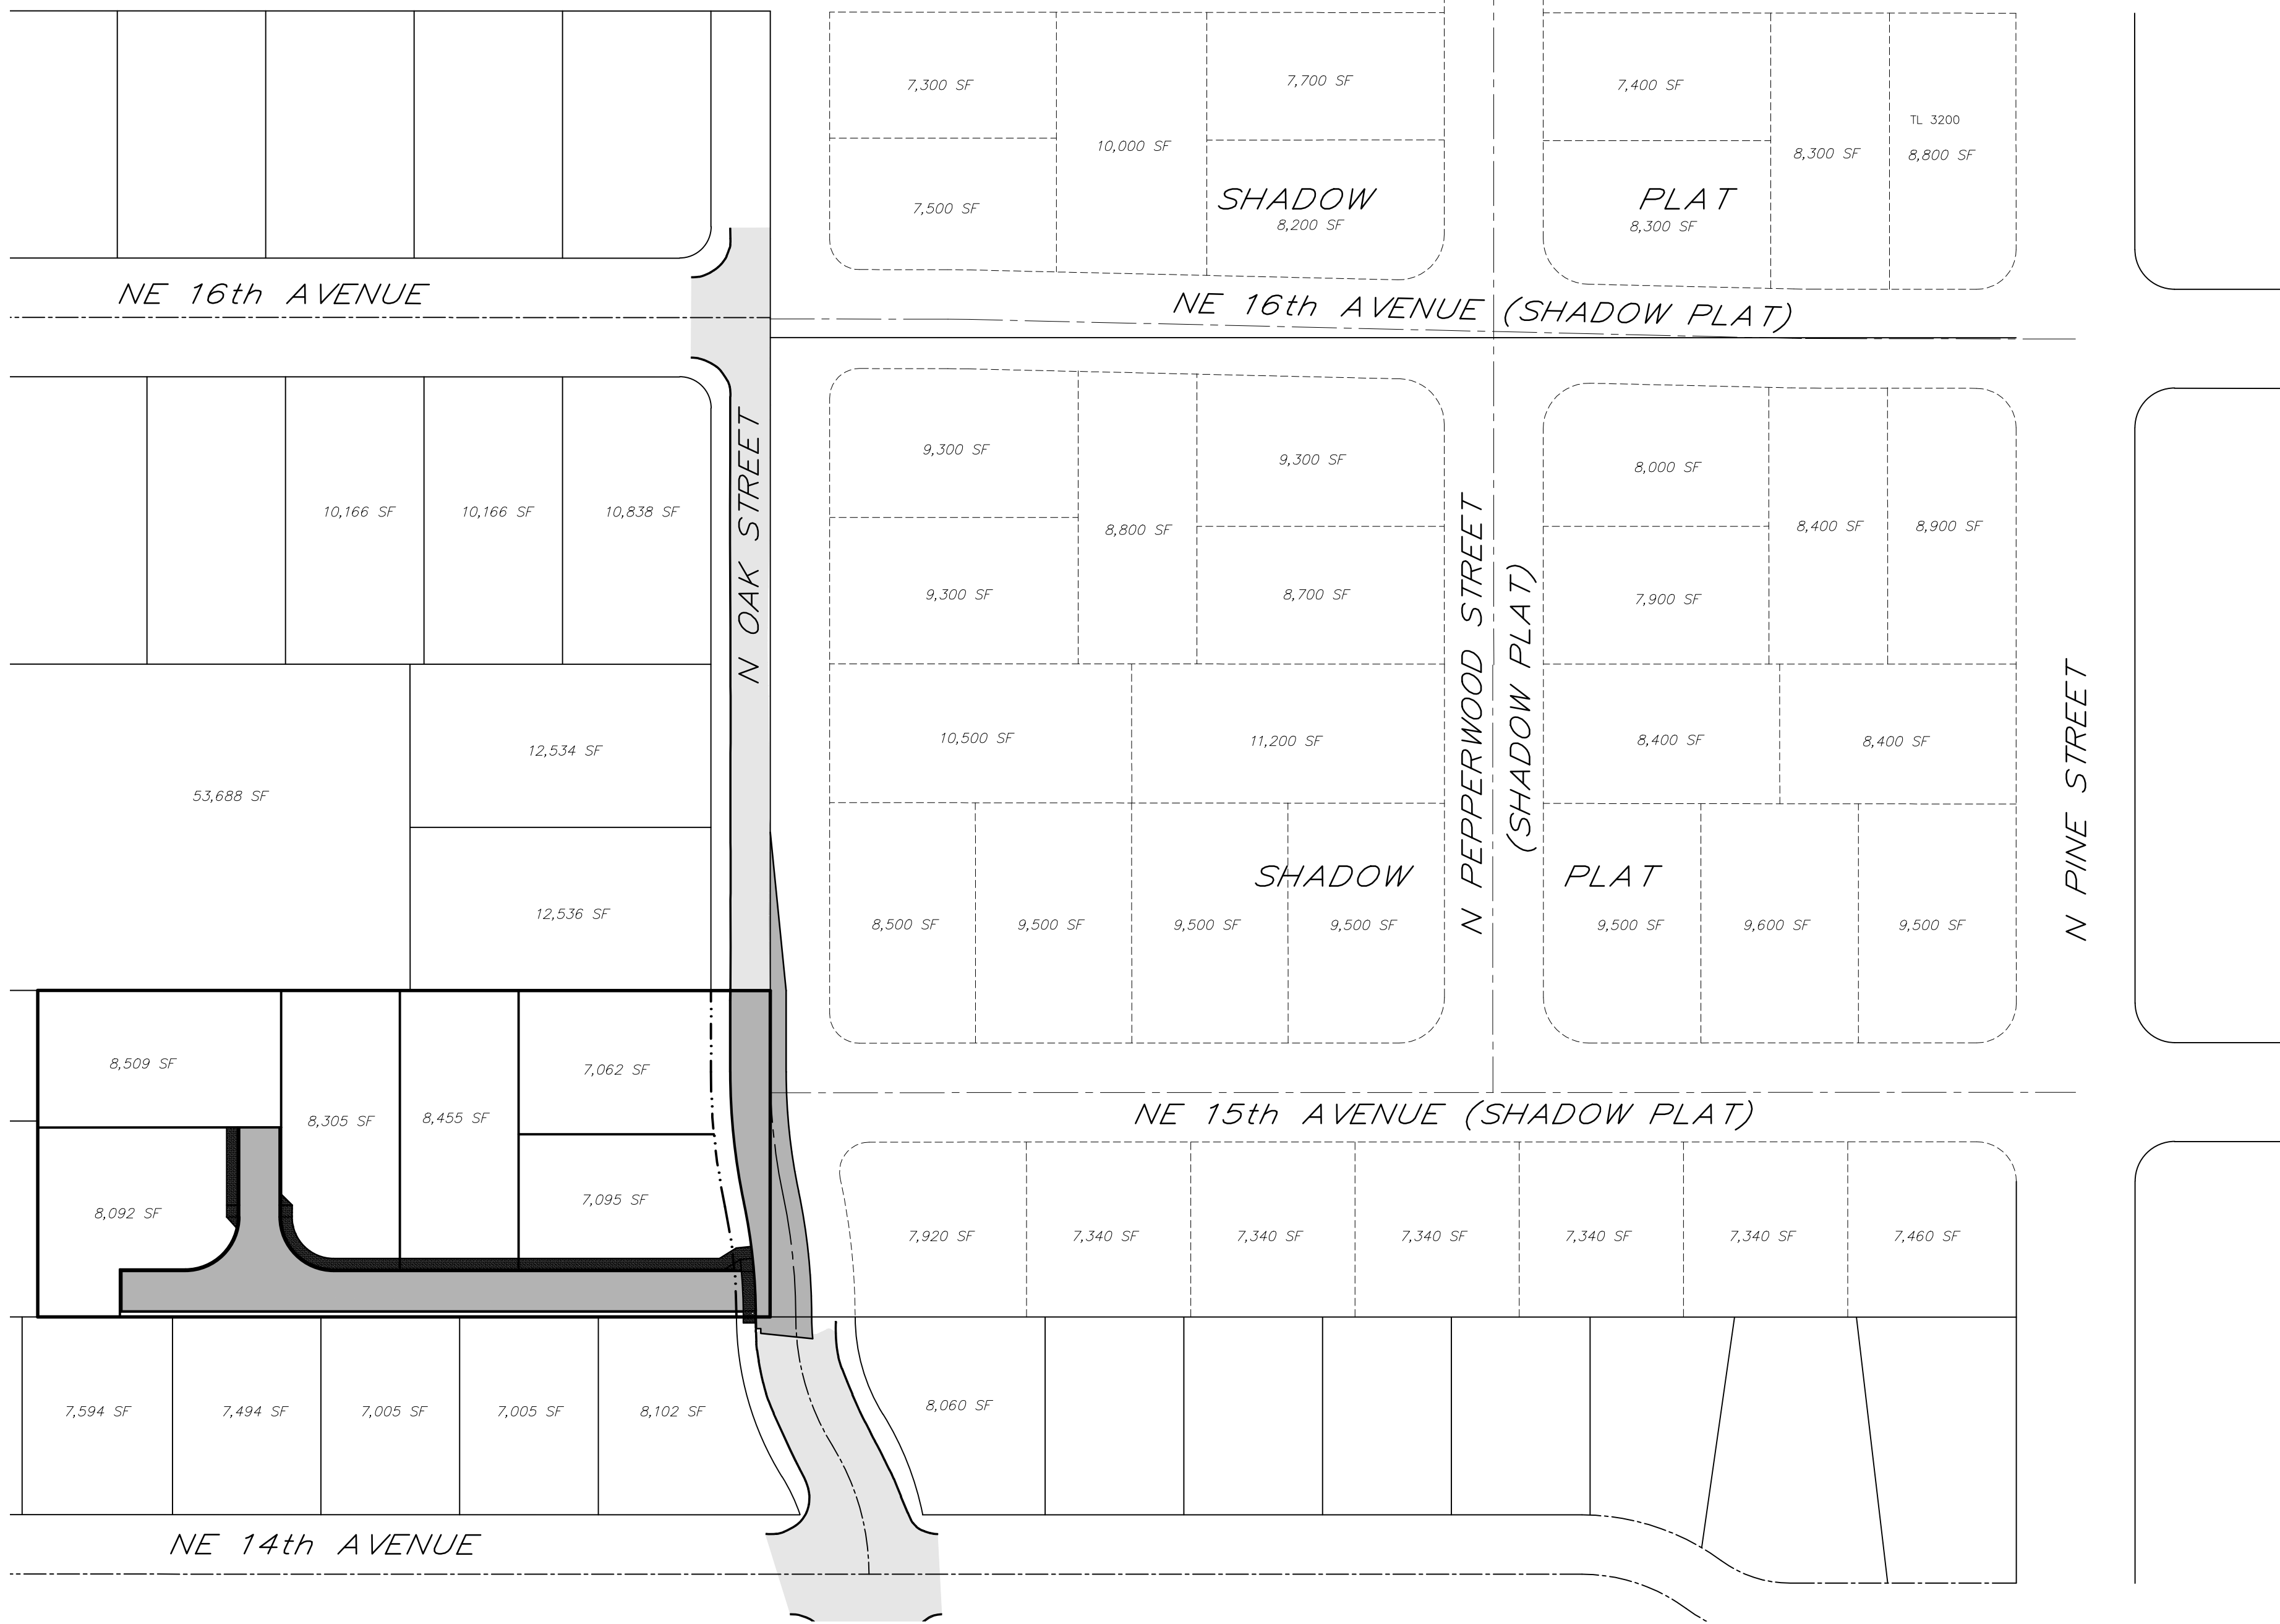 7,300 SF
7,700 SF
7,400 SF
10,000 SF
TL 3200
8,300 SF
8,800 SF
7,500 SF
SHADOW
8,200 SF
PLAT
8,300 SF
NE 16th AVENUE
NE 16th AVENUE (SHADOW PLAT)
9,300 SF
9,300 SF
8,000 SF
10,166 SF
10,166 SF
10,838 SF
N OAK STREET
8,800 SF
8,400 SF
8,900 SF
9,300 SF
8,700 SF
7,900 SF
N PEPPERWOOD STREET
(SHADOW PLAT)
N PINE STREET
12,534 SF
10,500 SF
11,200 SF
8,400 SF
8,400 SF
53,688 SF
SHADOW
PLAT
12,536 SF
8,500 SF
9,500 SF
9,500 SF
9,500 SF
9,500 SF
9,600 SF
9,500 SF
8,509 SF
7,062 SF
8,305 SF
8,455 SF
NE 15th AVENUE (SHADOW PLAT)
8,092 SF
7,095 SF
7,920 SF
7,340 SF
7,340 SF
7,340 SF
7,340 SF
7,340 SF
7,460 SF
7,594 SF
7,494 SF
7,005 SF
7,005 SF
8,102 SF
8,060 SF
NE 14th AVENUE